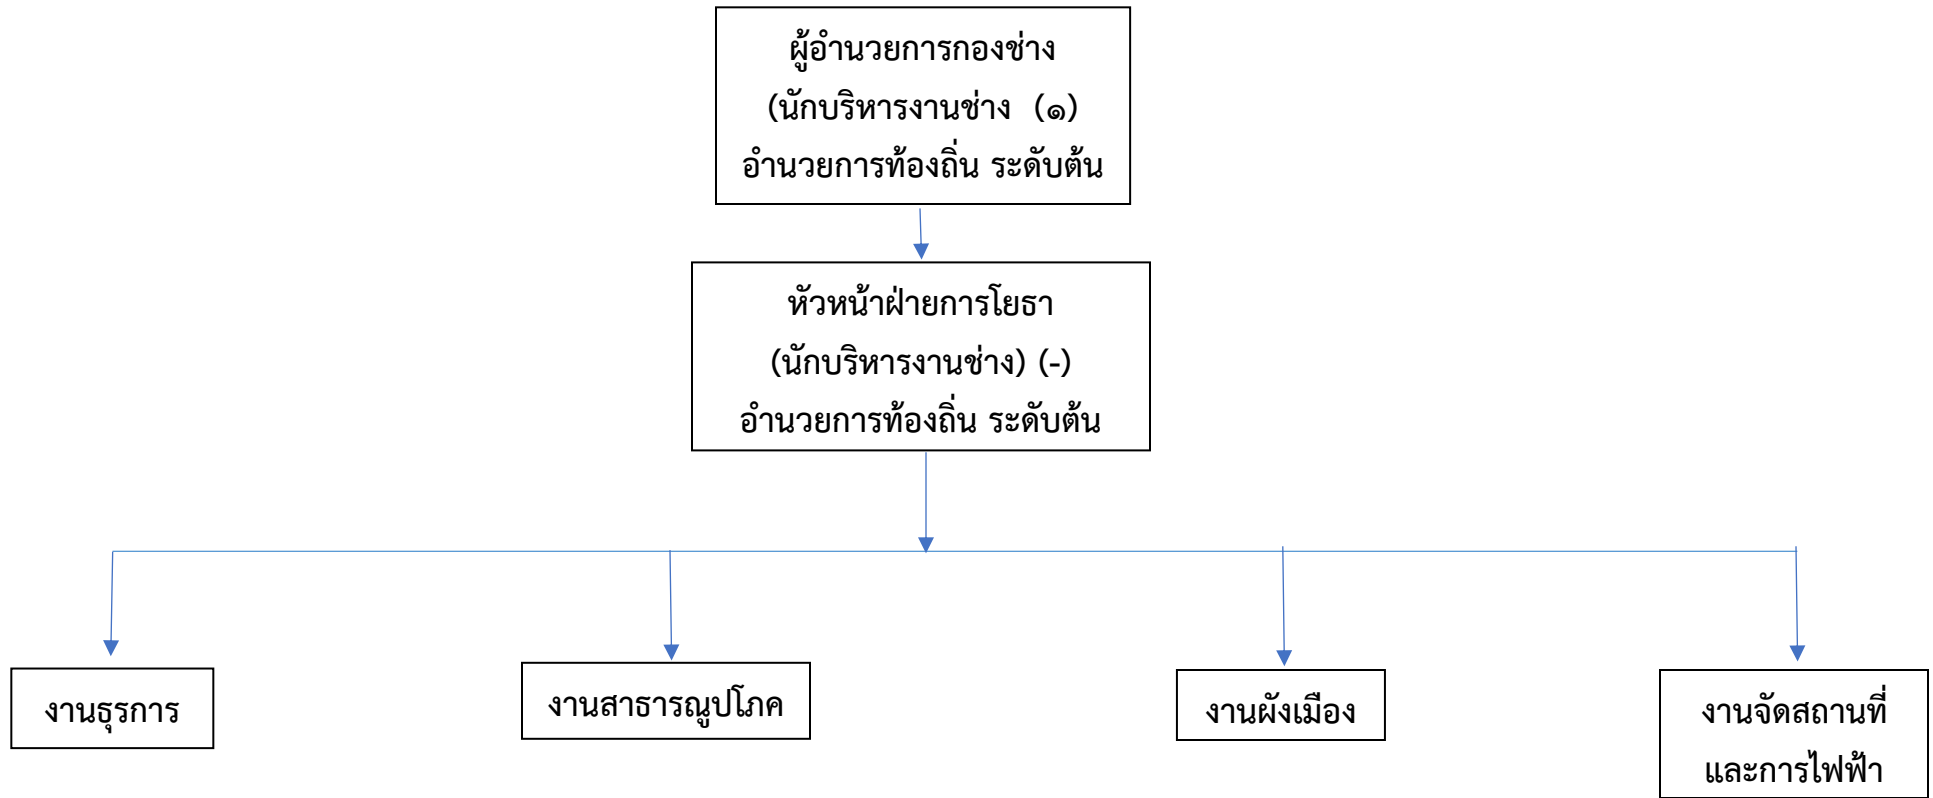 ผู้อำนวยการกองช่าง
(นักบริหารงานช่าง (๑)
อำนวยการท้องถิ่น ระดับต้น
หัวหน้าฝ่ายการโยธา
(นักบริหารงานช่าง) (-)
อำนวยการท้องถิ่น ระดับต้น
งานธุรการ
งานสาธารณูปโภค
งานผังเมือง
งานจัดสถานที่
และการไฟฟ้า